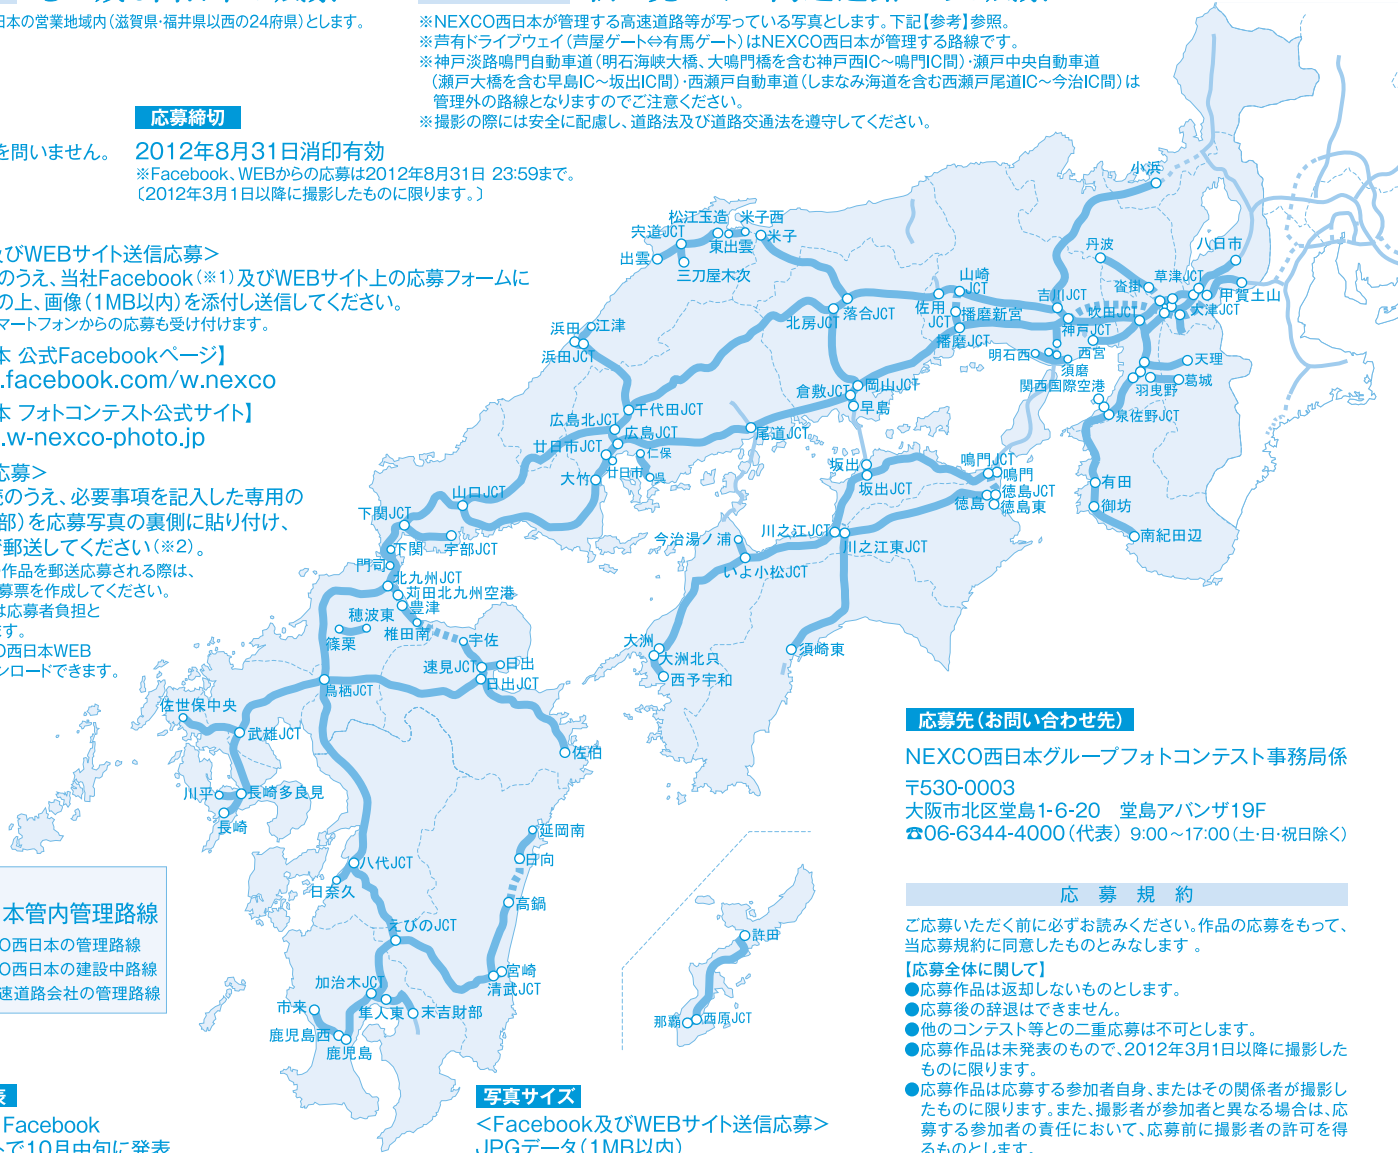 日本の営業地域内(滋賀県・福井県以西の24府県)とします。
※NEXCO西日本が管理する高速道路等が写っている写真とします。下記【参考】参照。
※芦有ドライブウェイ(芦屋ゲート⇔有馬ゲート)はNEXCO西日本が管理する路線です。
※神戸淡路鳴門自動車道(明石海峡大橋、大鳴門橋を含む神戸西IC〜鳴門IC間)・瀬戸中央自動車道
(瀬戸大橋を含む早島IC〜坂出IC間)・西瀬戸自動車道(しまなみ海道を含む西瀬戸尾道IC〜今治IC間)は
管理外の路線となりますのでご注意ください。
※撮影の際には安全に配慮し、道路法及び道路交通法を遵守してください。
応募締切
を問いません。
2012年8月31日消印有効
※Facebook、WEBからの応募は2012年8月31日 23:59まで。
〔2012年3月1日以降に撮影したものに限ります。〕
及びWEBサイト送信応募>
のうえ、当社Facebook(※1)及びWEBサイト上の応募フォームに
の上、画像(1MB以内)を添付し送信してください。
マートフォンからの応募も受け付けます。
本 公式Facebookページ】
.facebook.com/w.nexco
本 フォトコンテスト公式サイト】
.w-nexco-photo.jp
応募>
のうえ、必要事項を記入した専用の
部)を応募写真の裏側に貼り付け、
郵送してください(※2)。
作品を郵送応募される際は、
募票を作成してください。
は応募者負担と
ます。
O西日本WEB
ンロードできます。
小浜
丹波
八日市
沓掛
草津JCT
甲賀土山
大津JCT
吹田JCT
吉川JCT
神戸JCT
西宮
明石西
須磨
関西国際空港
天理
葛城
羽曳野
泉佐野JCT
有田
御坊
南紀田辺
松江玉造
米子西
宍道JCT
東出雲
米子
出雲
三刀屋木次
山崎
JCT
佐用
JCT
播磨新宮
播磨JCT
落合JCT
北房JCT
浜田
江津
浜田JCT
岡山JCT
倉敷JCT
早島
千代田JCT
広島北JCT
広島JCT
廿日市JCT
仁保
廿日市
呉
大竹
尾道JCT
坂出
坂出JCT
鳴門JCT
鳴門
徳島JCT
徳島
徳島東
山口JCT
下関JCT
宇部JCT
下関
門司
今治湯ノ浦
川之江JCT
川之江東JCT
いよ小松JCT
大洲
大洲北只
西予宇和
須崎東
北九州JCT
苅田北九州空港
豊津
椎田南
穂波東
篠栗
宇佐
速見JCT
日出
日出JCT
鳥栖JCT
佐世保中央
武雄JCT
佐伯
川平
長崎多良見
長崎
延岡南
日向
八代JCT
日奈久
高鍋
えびのJCT
宮崎
清武JCT
加治木JCT
市来
隼人東
末吉財部
鹿児島西
鹿児島
許田
那覇
西原JCT
本管内管理路線
O西日本の管理路線
O西日本の建設中路線
速道路会社の管理路線
応募先(お問い合わせ先)
NEXCO西日本グループフォトコンテスト事務局係
〒530-0003
大阪市北区堂島1-6-20 堂島アバンザ19F
☎06-6344-4000(代表) 9:00〜17:00(土・日・祝日除く)
応募規約
ご応募いただく前に必ずお読みください。作品の応募をもって、
当応募規約に同意したものとみなします。
【応募全体に関して】
●応募作品は返却しないものとします。
●応募後の辞退はできません。
●他のコンテスト等との二重応募は不可とします。
●応募作品は未発表のもので、2012年3月1日以降に撮影した
ものに限ります。
●応募作品は応募する参加者自身、またはその関係者が撮影し
たものに限ります。また、撮影者が参加者と異なる場合は、応
募する参加者の責任において、応募前に撮影者の許可を得
るものとします。
表
Facebook
で10月中旬に発表
写真サイズ
<Facebook及びWEBサイト送信応募>
JPGデータ(1MB以内)